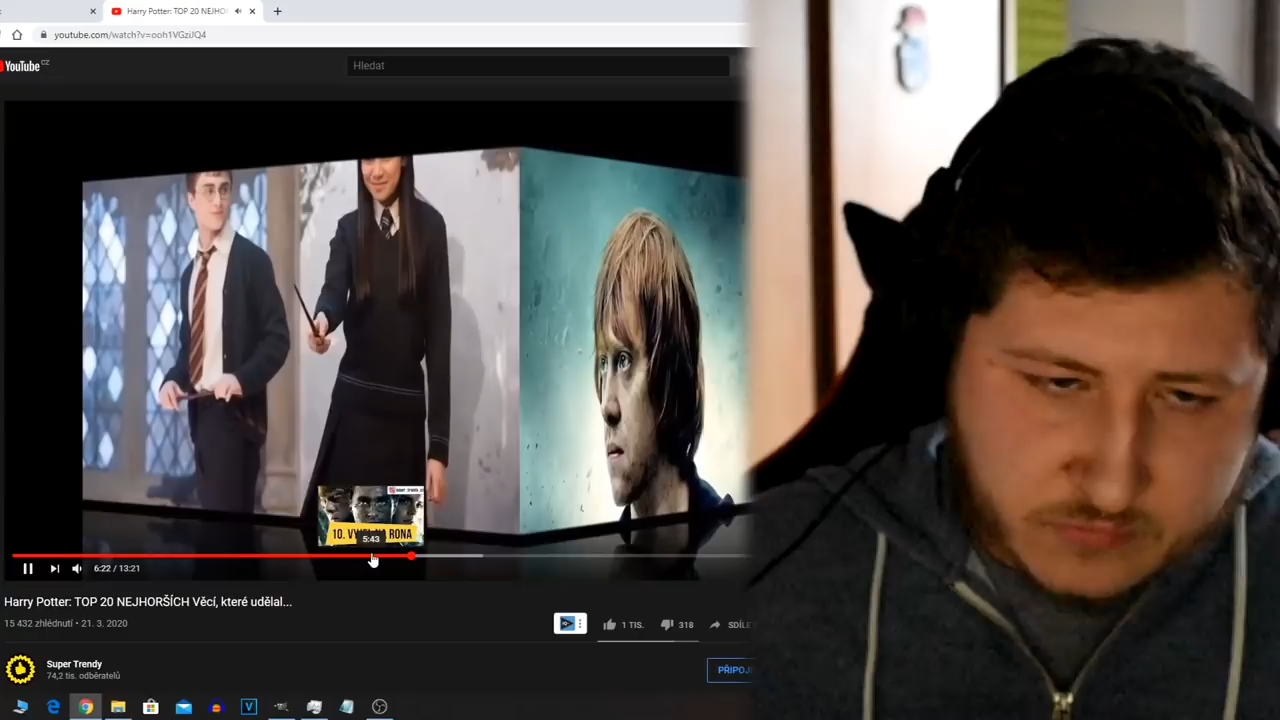 Harry Potter: TOP 20 NEJHO
youtube.com/watch?v=ooh1VGziJQ4
YouTube CZ
Hledat
10. RONA
5:43
6:22 / 13:21
Harry Potter: TOP 20 NEJHORŠÍCH Věcí, které udělal...
15 432 zhlédnutí • 21. 3. 2020
1 TIS.
318
SDÍLE
Super Trendy
74,2 tis. odběratelů
PŘIPOJ
V